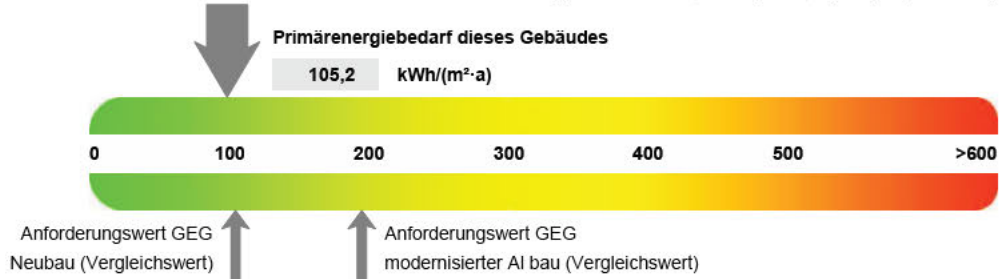 Primärenergiebedarf dieses Gebäudes
105,2 kWh/(m²·a)
0 100 200 300 400 500 >600
Anforderungswert GEG
Neubau (Vergleichswert)
Anforderungswert GEG
modernisierter Al bau (Vergleichswert)